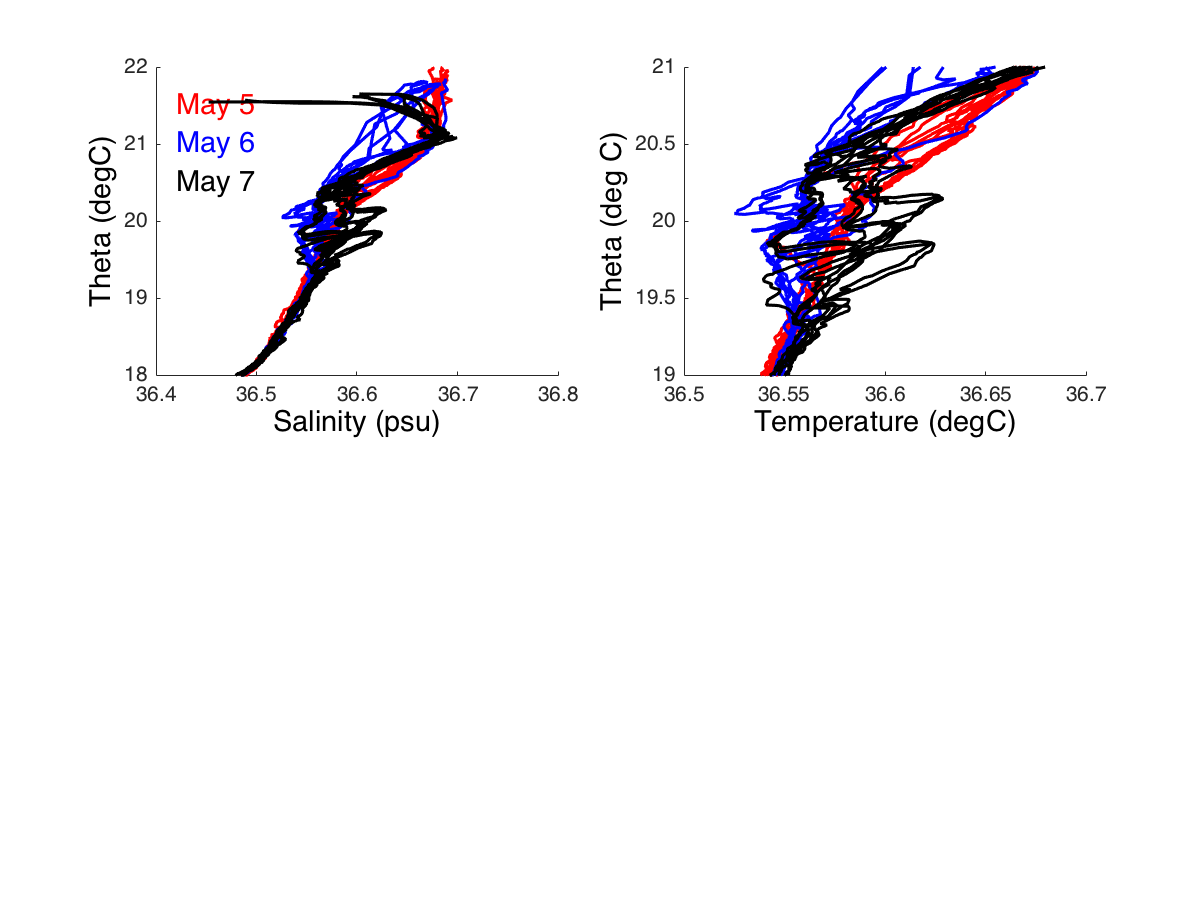 22
21
20
19
18
36.4 36.5 36.6 36.7 36.8
Theta (degC)
Salinity (psu)
May 5
May 6
May 7
21
20.5
20
19.5
19
36.5 36.55 36.6 36.65 36.7
Theta (deg C)
Temperature (degC)